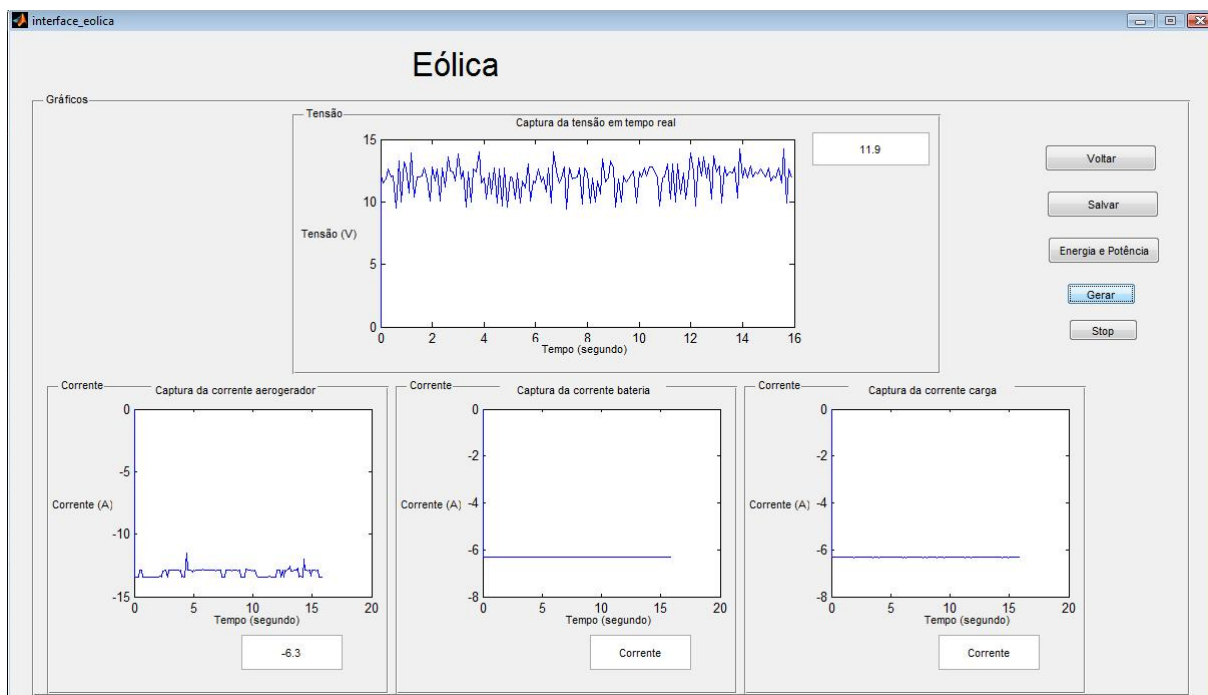 interface_eolica
Eólica
Gráficos
Tensão
Captura da tensão em tempo real
15
10
5
0
Tensão (V)
0 2 4 6 8 10 12 14 16
Tempo (segundo)
11.9
Voltar
Salvar
Energia e Potência
Gerar
Stop
Corrente
Captura da corrente aerogerador
0
-5
-10
-15
Corrente (A)
0 5 10 15 20
Tempo (segundo)
-6.3
Corrente
Captura da corrente bateria
0
-2
-4
-6
-8
Corrente (A)
0 5 10 15 20
Tempo (segundo)
Corrente
Corrente
Captura da corrente carga
0
-2
-4
-6
-8
Corrente (A)
0 5 10 15 20
Tempo (segundo)
Corrente